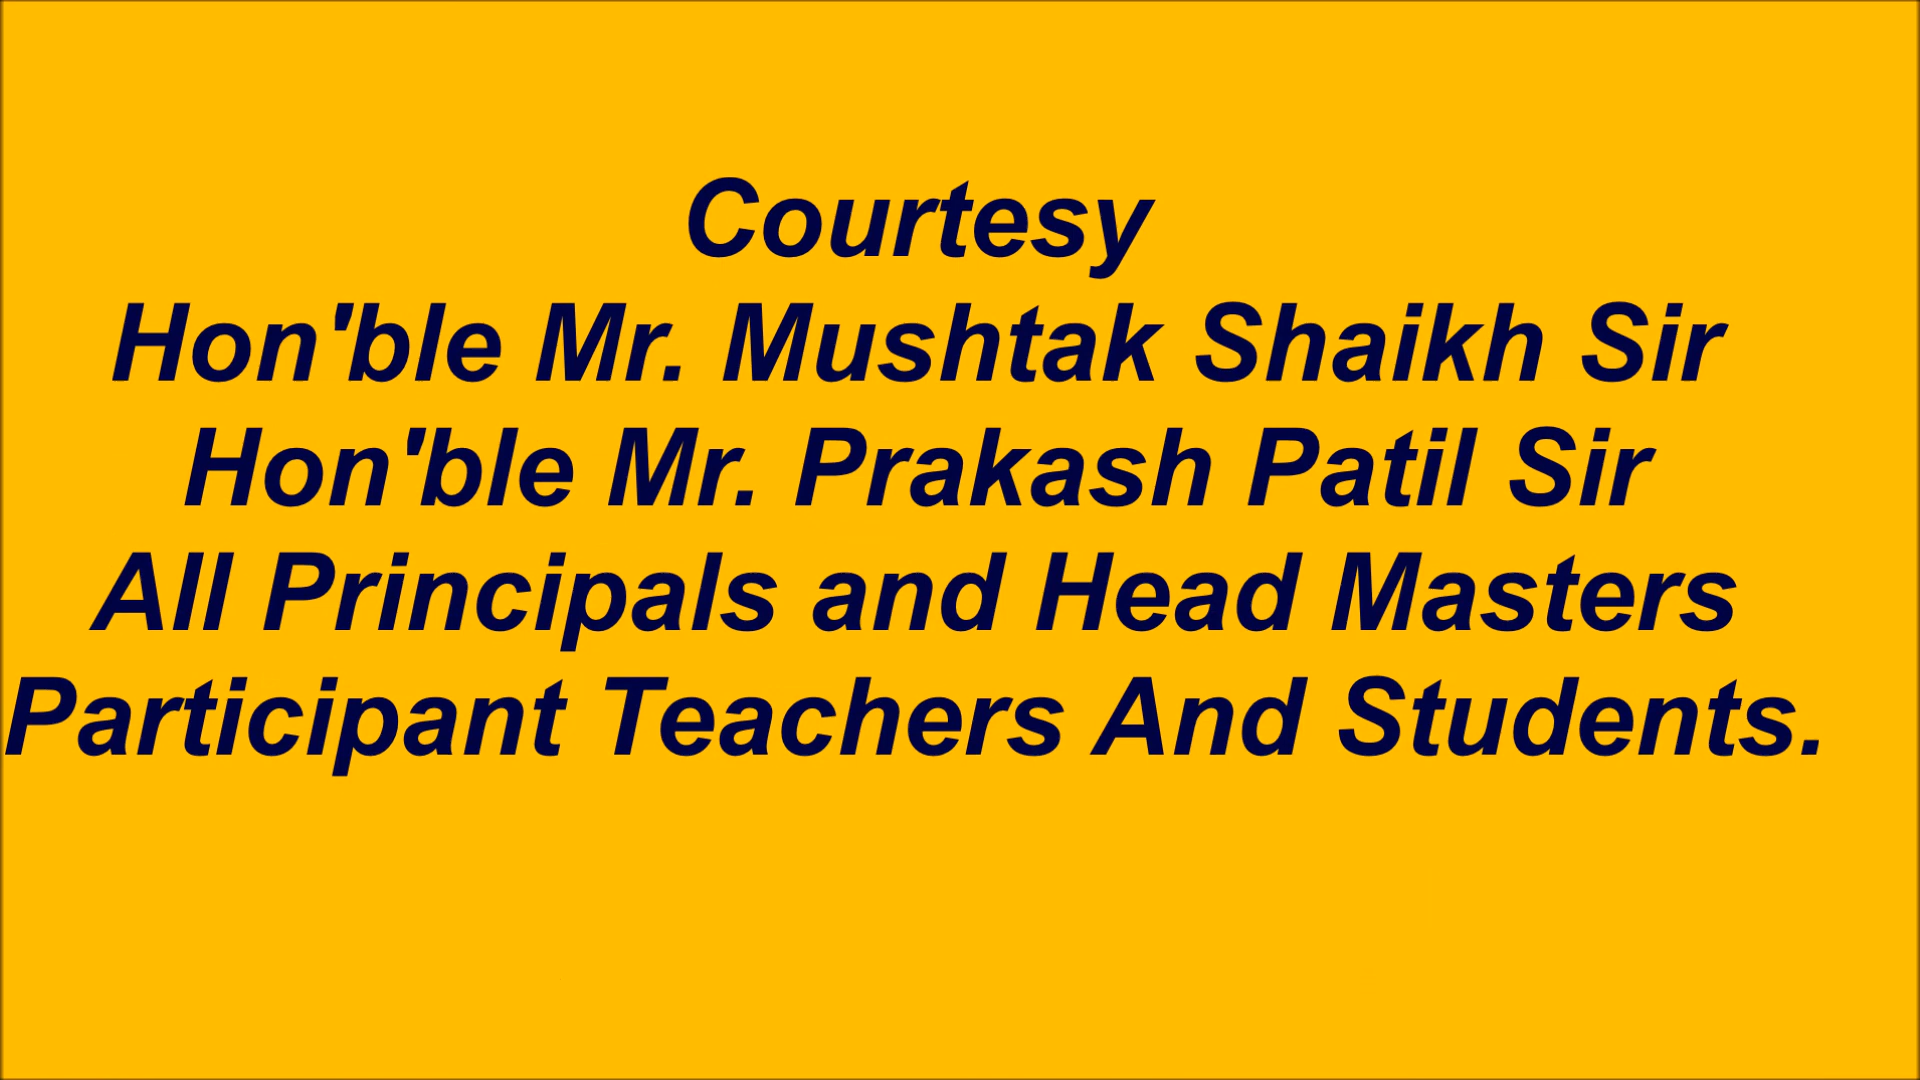 Courtesy
Hon'ble Mr. Mushtak Shaikh Sir
Hon'ble Mr. Prakash Patil Sir
All Principals and Head Masters
Participant Teachers And Students.